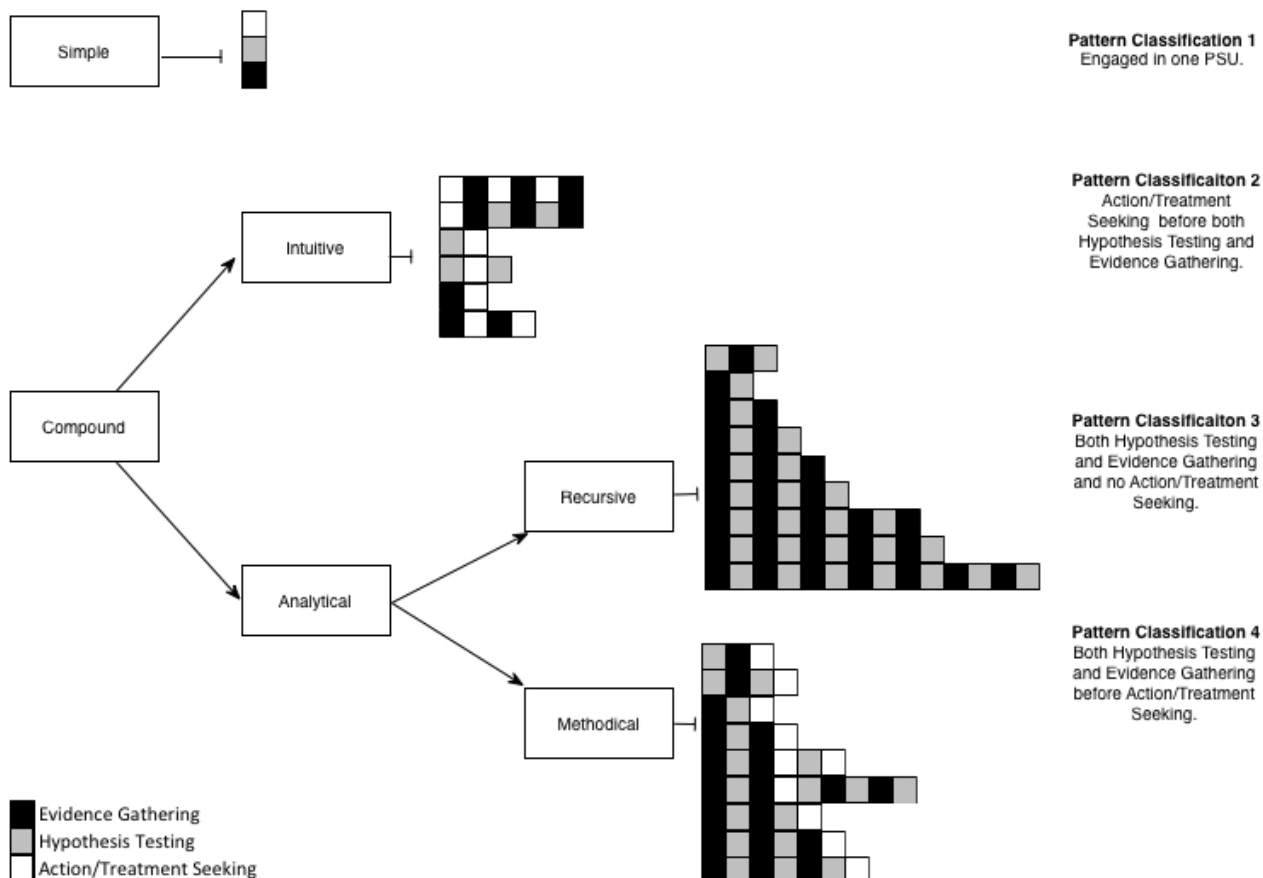 Simple
Pattern Classification 1
Engaged in one PSU.
Intuitive
Pattern Classificaiton 2
Action/Treatment
Seeking before both
Hypothesis Testing and
Evidence Gathering.
Compound
Recursive
Pattern Classificaiton 3
Both Hypothesis Testing
and Evidence Gathering
and no Action/Treatment
Seeking.
Analytical
Methodical
Pattern Classification 4
Both Hypothesis Testing
and Evidence Gathering
before Action/Treatment
Seeking.
Evidence Gathering
Hypothesis Testing
Action/Treatment Seeking